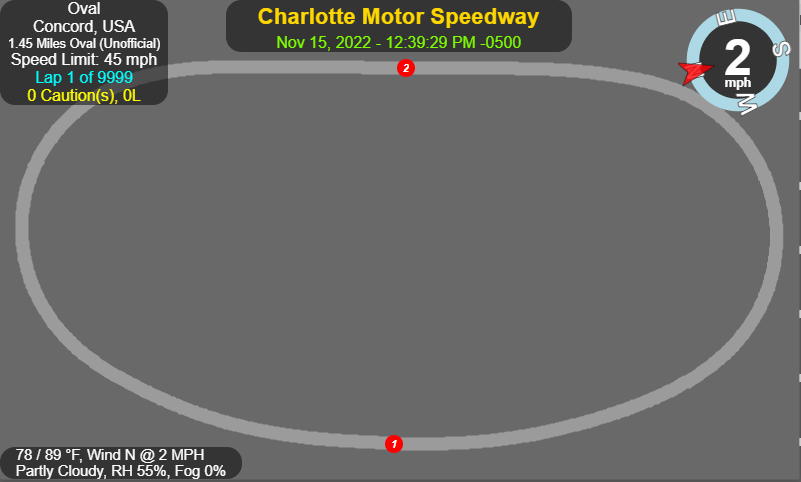 Oval
Concord, USA
1.45 Miles Oval (Unofficial)
Speed Limit: 45 mph
Lap 1 of 9999
0 Caution(s), 0L
Charlotte Motor Speedway
Nov 15, 2022 - 12:39:29 PM -0500
E
S
2
mph
W
2
1
78 / 89 °F, Wind N @ 2 MPH
Partly Cloudy, RH 55%, Fog 0%